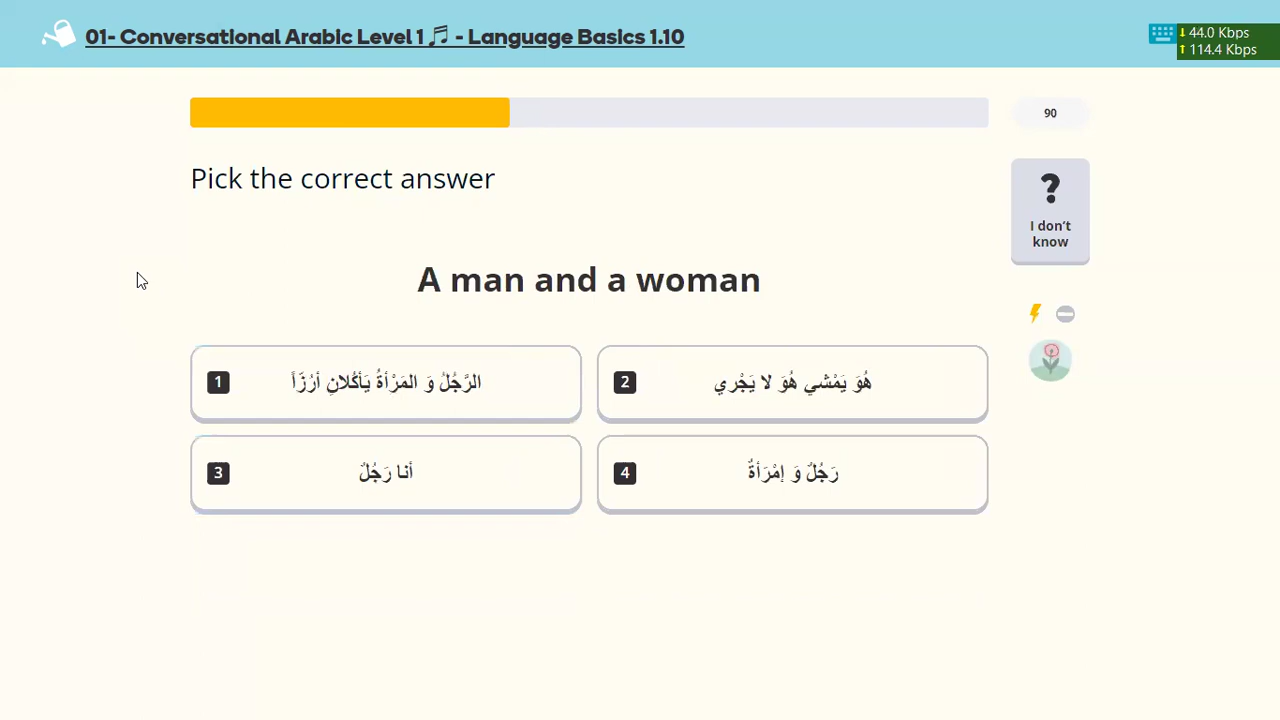 01- Conversational Arabic Level 1 🎵 - Language Basics 1.10
↓ 44.0 Kbps
↑ 114.4 Kbps
90
Pick the correct answer
?
I don't
know
A man and a woman
1 الرَّجُلُ وَ المَرْأةُ يَأكُلانِ أرُزّاً
2 هُوَ يَمْشي هُوَ لا يَجْري
3 أنا رَجُلٌ
4 رَجُلٌ وَ إمْرَأةٌ